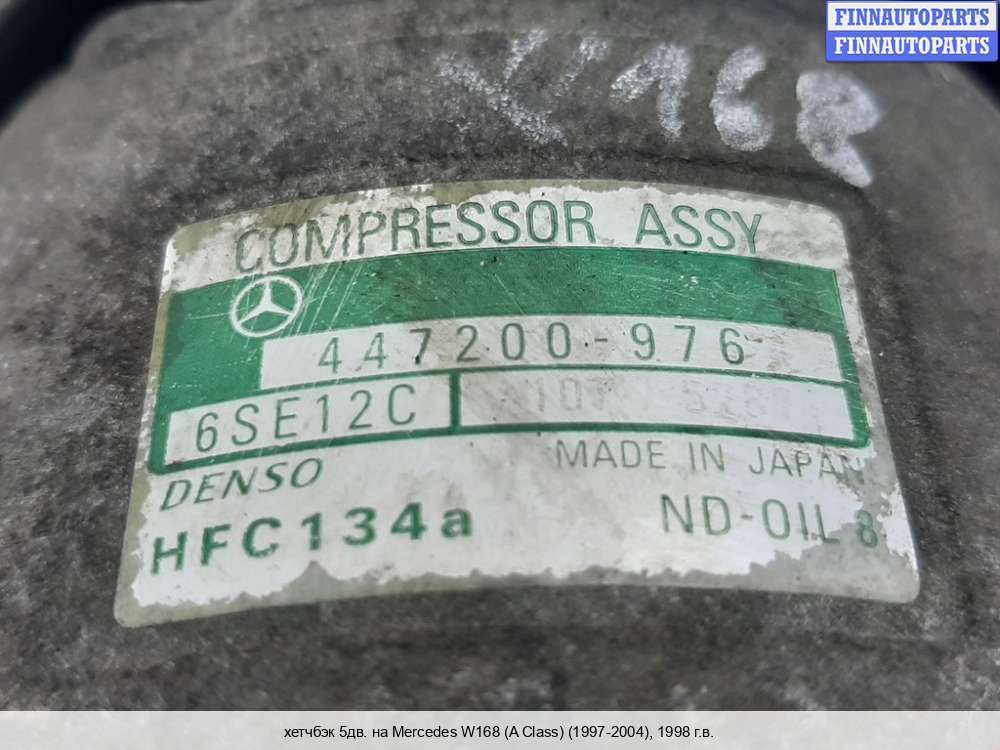 FINNAUTOPARTS
FINNAUTOPARTS
COMPRESSOR ASSY
447200-976
6SE12C
DENSO
MADE IN JAPAN
HFC134a
ND-OIL 8
хетчбэк 5дв. на Mercedes W168 (A Class) (1997-2004), 1998 г.в.